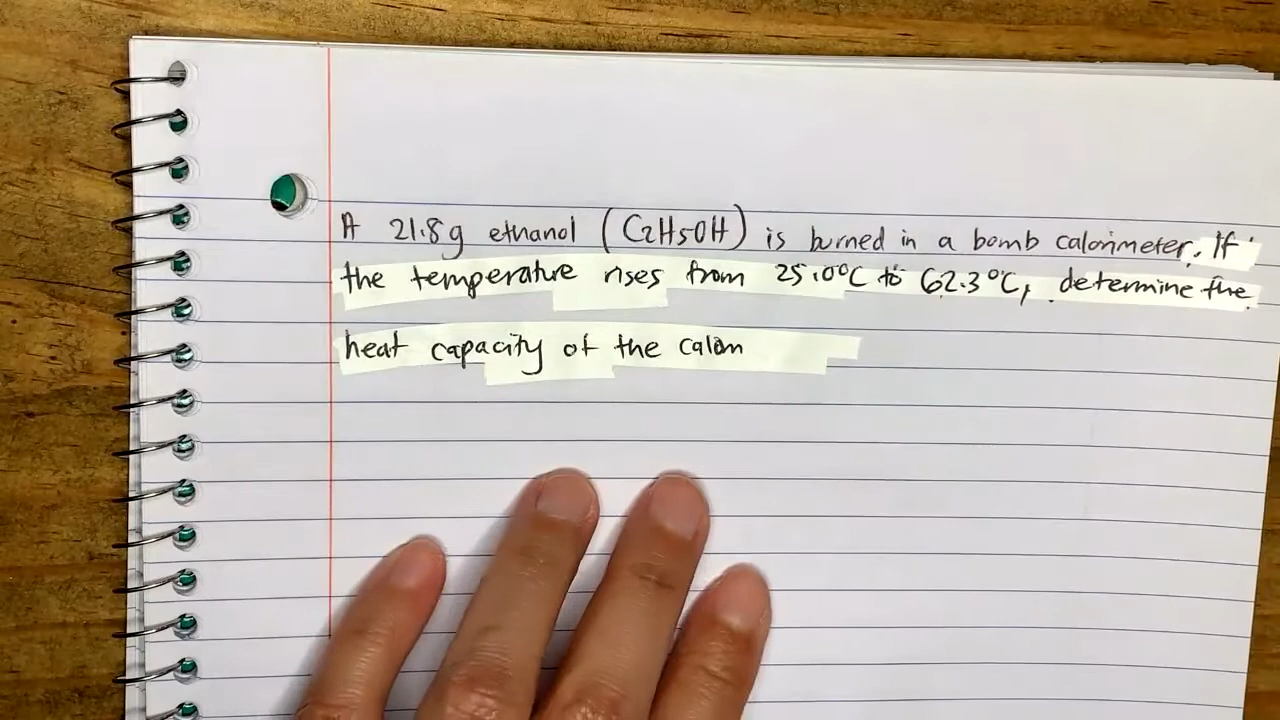 A 21.8g ethanol (C2H5OH) is burned in a bomb calorimeter. If
the temperature rises from 25.0°C to 62.3°C, determine the
heat capacity of the calom